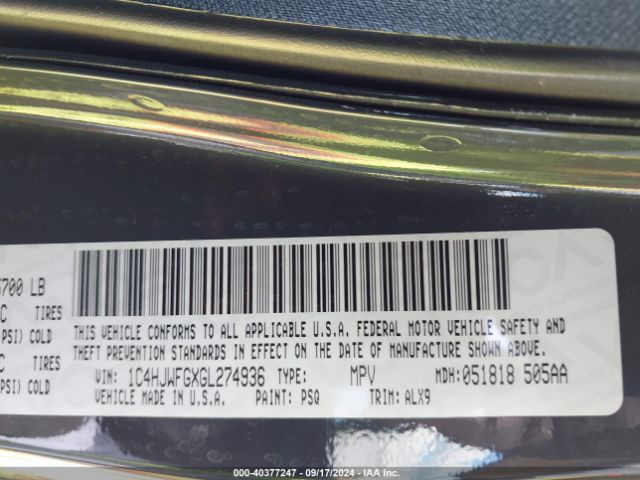 5700 LB
C TIRES
PSI) COLD
C TIRES
PSI) COLD
THIS VEHICLE CONFORMS TO ALL APPLICABLE U.S.A. FEDERAL MOTOR VEHICLE SAFETY AND
THEFT PREVENTION STANDARDS IN EFFECT ON THE DATE OF MANUFACTURE SHOWN ABOVE.
VIN: 1C4HJWFGXGL274936 TYPE: MPV MDH: 051818 505AA
VEHICLE MADE IN U.S.A. PAINT: PSQ TRIM: ALX9
000-40377247 - 09/17/2024 - IAA Inc.